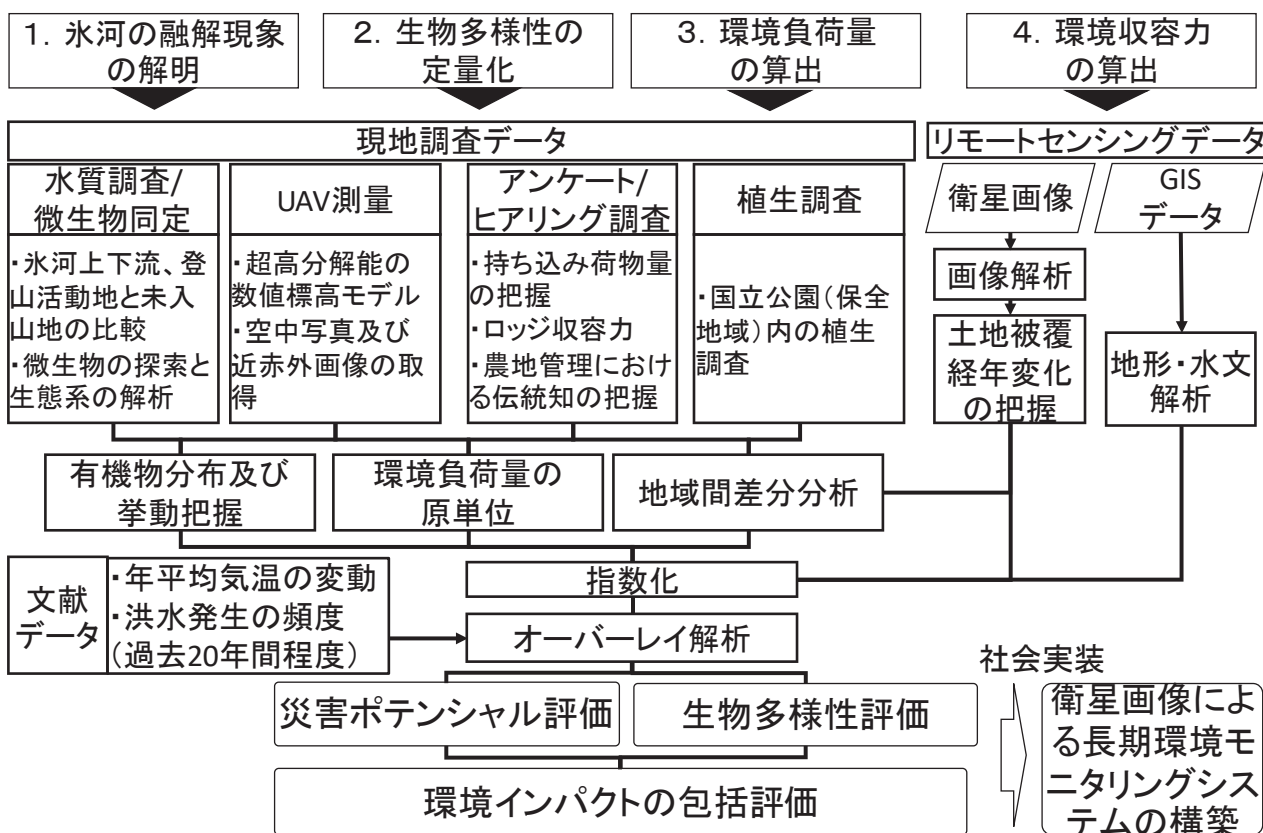 1．氷河の融解現象
の解明
2．生物多様性の
定量化
3．環境負荷量
の算出
4．環境収容力
の算出
現地調査データ
リモートセンシングデータ
水質調査/
微生物同定
・氷河上下流、登
山活動地と未入
山地の比較
・微生物の探索と
生態系の解析
UAV測量
・超高分解能の
数値標高モデル
・空中写真及び
近赤外画像の取
得
アンケート/
ヒアリング調査
・持ち込み荷物量
の把握
・ロッジ収容力
・農地管理におけ
る伝統知の把握
植生調査
・国立公園（保全
地域）内の植生
調査
衛星画像
GIS
データ
画像解析
土地被覆
経年変化
の把握
地形・水文
解析
有機物分布及び
挙動把握
環境負荷量の
原単位
地域間差分分析
指数化
文献
データ
・年平均気温の変動
・洪水発生の頻度
（過去20年間程度）
オーバーレイ解析
災害ポテンシャル評価
生物多様性評価
環境インパクトの包括評価
社会実装
衛星画像によ
る長期環境モ
ニタリングシス
テムの構築